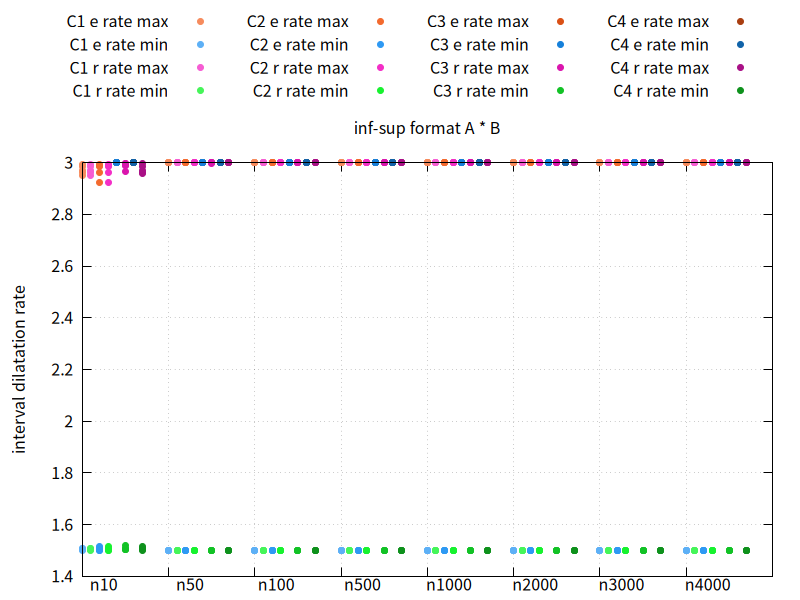 C1 e rate max C2 e rate max C3 e rate max C4 e rate max
C1 e rate min C2 e rate min C3 e rate min C4 e rate min
C1 r rate max C2 r rate max C3 r rate max C4 r rate max
C1 r rate min C2 r rate min C3 r rate min C4 r rate min
inf-sup format A * B
3
2.8
2.6
2.4
2.2
2
1.8
1.6
1.4
interval dilatation rate
n10 n50 n100 n500 n1000 n2000 n3000 n4000